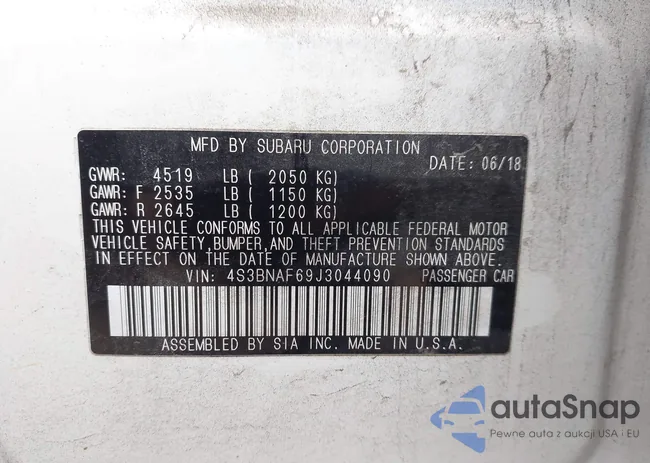 MFD BY SUBARU CORPORATION
DATE: 06/18
GVWR: 4519 LB ( 2050 KG)
GAWR: F 2535 LB ( 1150 KG)
GAWR: R 2645 LB ( 1200 KG)
THIS VEHICLE CONFORMS TO ALL APPLICABLE FEDERAL MOTOR
VEHICLE SAFETY, BUMPER, AND THEFT PREVENTION STANDARDS
IN EFFECT ON THE DATE OF MANUFACTURE SHOWN ABOVE.
VIN: 4S3BNAF69J3044090 PASSENGER CAR
ASSEMBLED BY SIA INC. MADE IN U.S.A.
autaSnap
Pewne auta z aukcji USA i EU